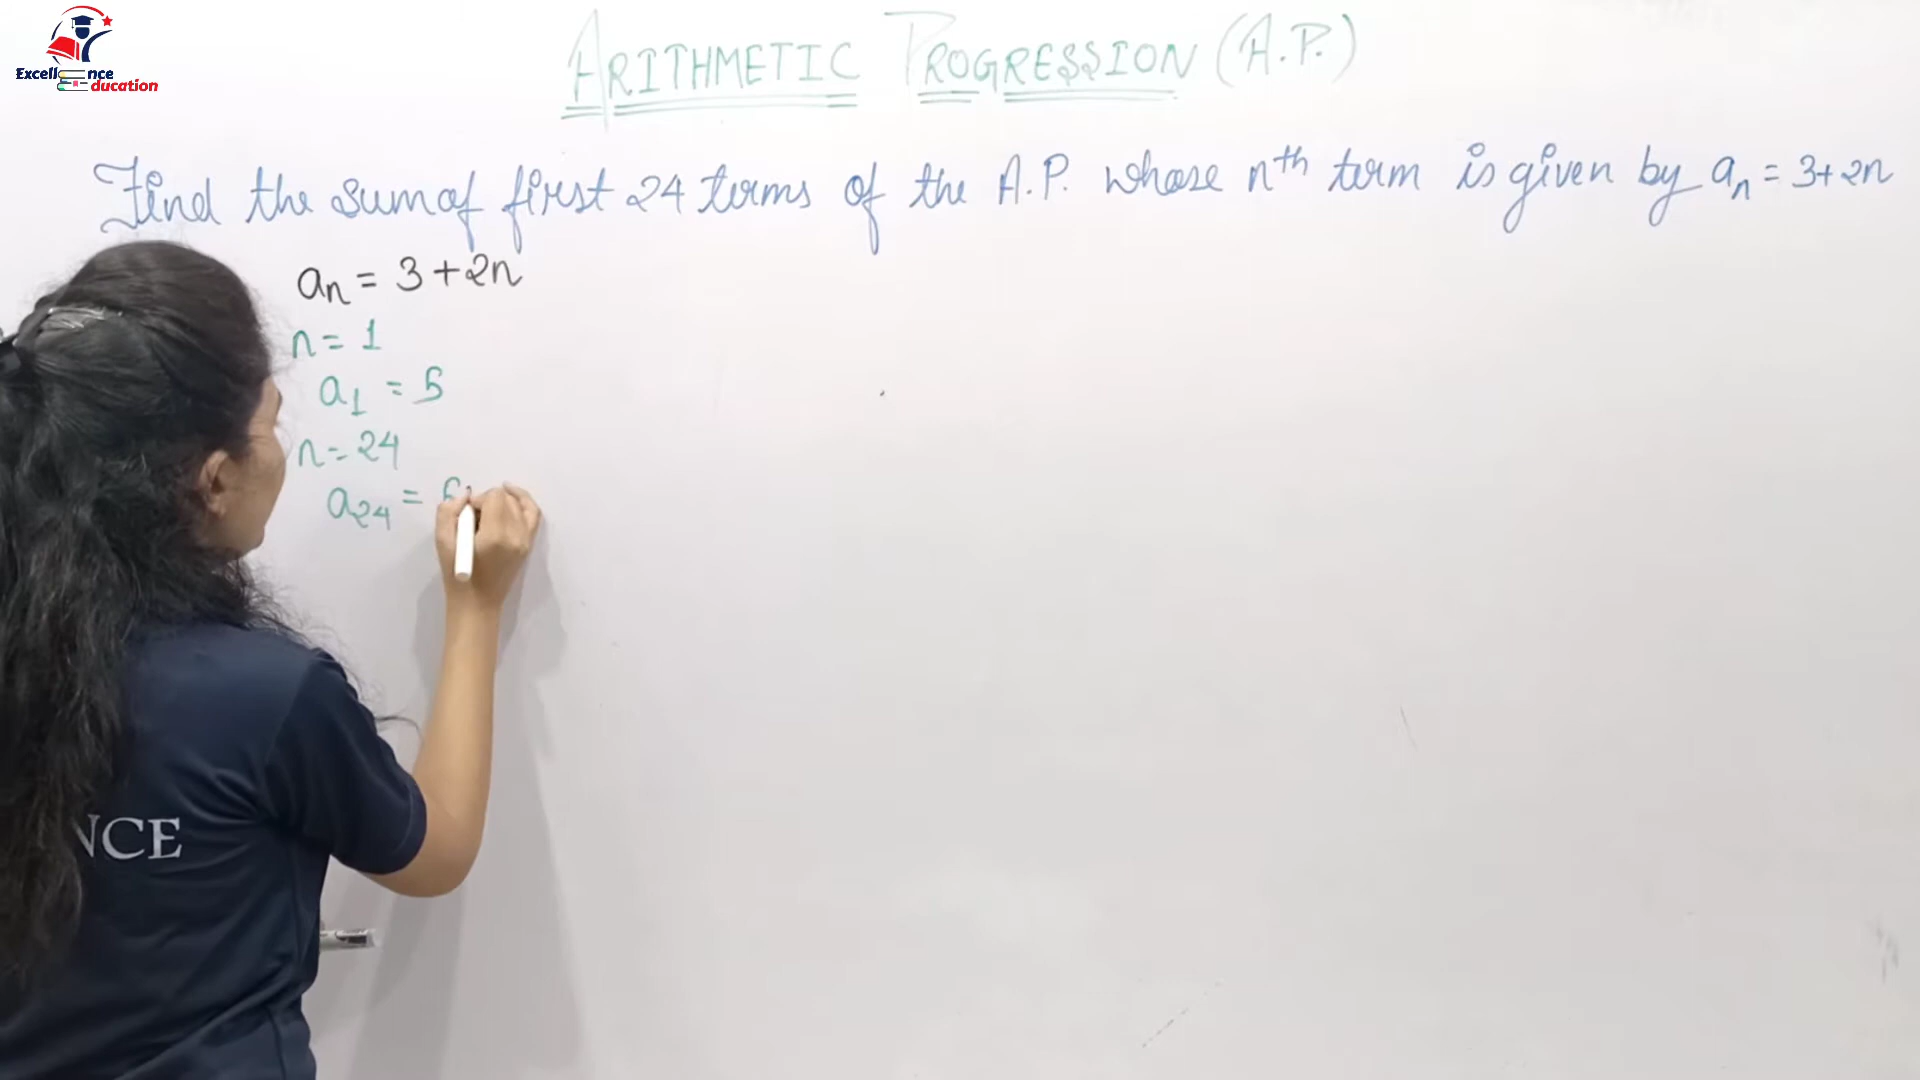 Excellence
Education
ARITHMETIC PROGRESSION (A.P.)
Find the sum of first 24 terms of the A.P. whose nth term is given by an = 3+2n
an = 3+2n
n = 1
a1 = 5
n = 24
a24 =
NCE